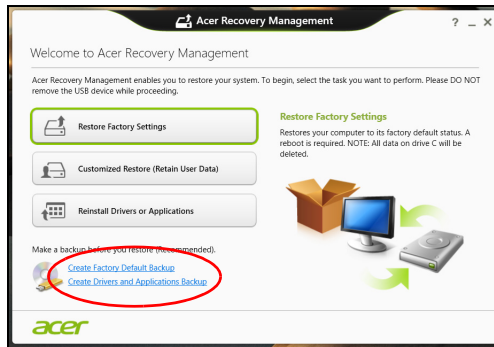 Acer Recovery Management
Welcome to Acer Recovery Management
Acer Recovery Management enables you to restore your system. To begin, select the task you want to perform. Please DO NOT
remove the USB device while proceeding.
Restore Factory Settings
Customized Restore (Retain User Data)
Reinstall Drivers or Applications
Restore Factory Settings
Restores your computer to its factory default status. A
reboot is required. NOTE: All data on drive C will be
deleted.
Make a backup before you restore (Recommended).
Create Factory Default Backup
Create Drivers and Applications Backup
acer